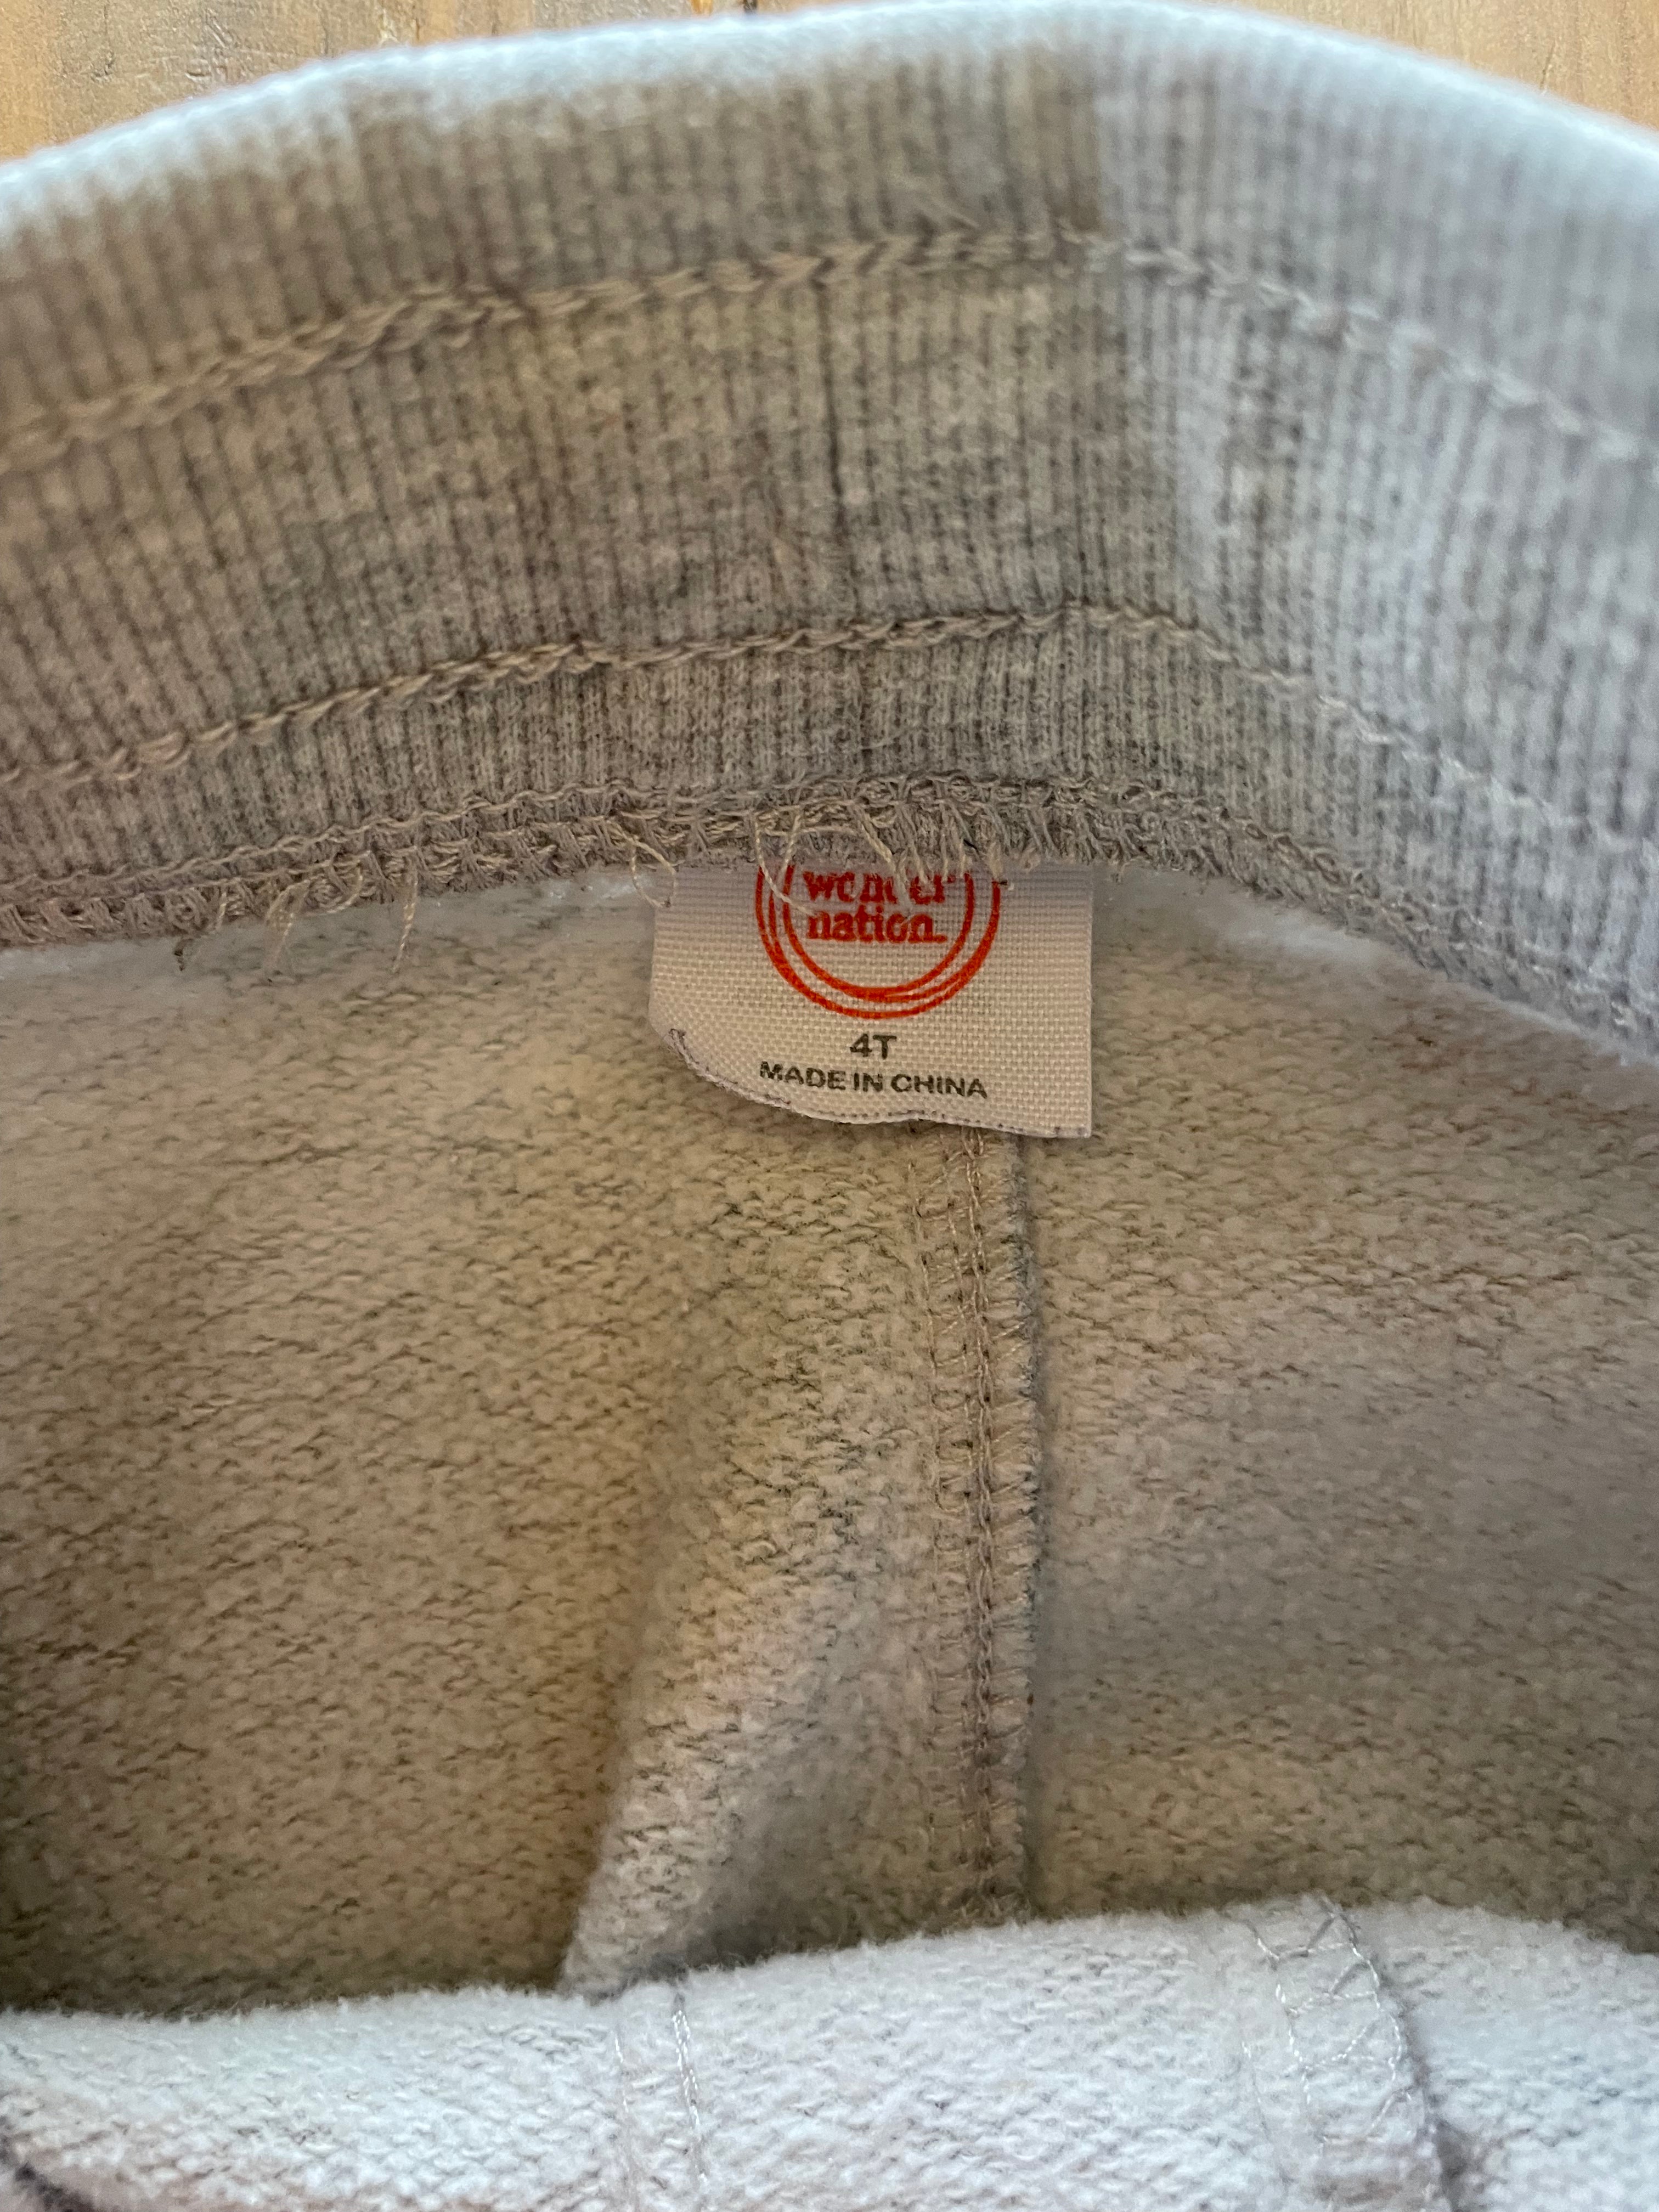 wonder
nation.
4T
MADE IN CHINA